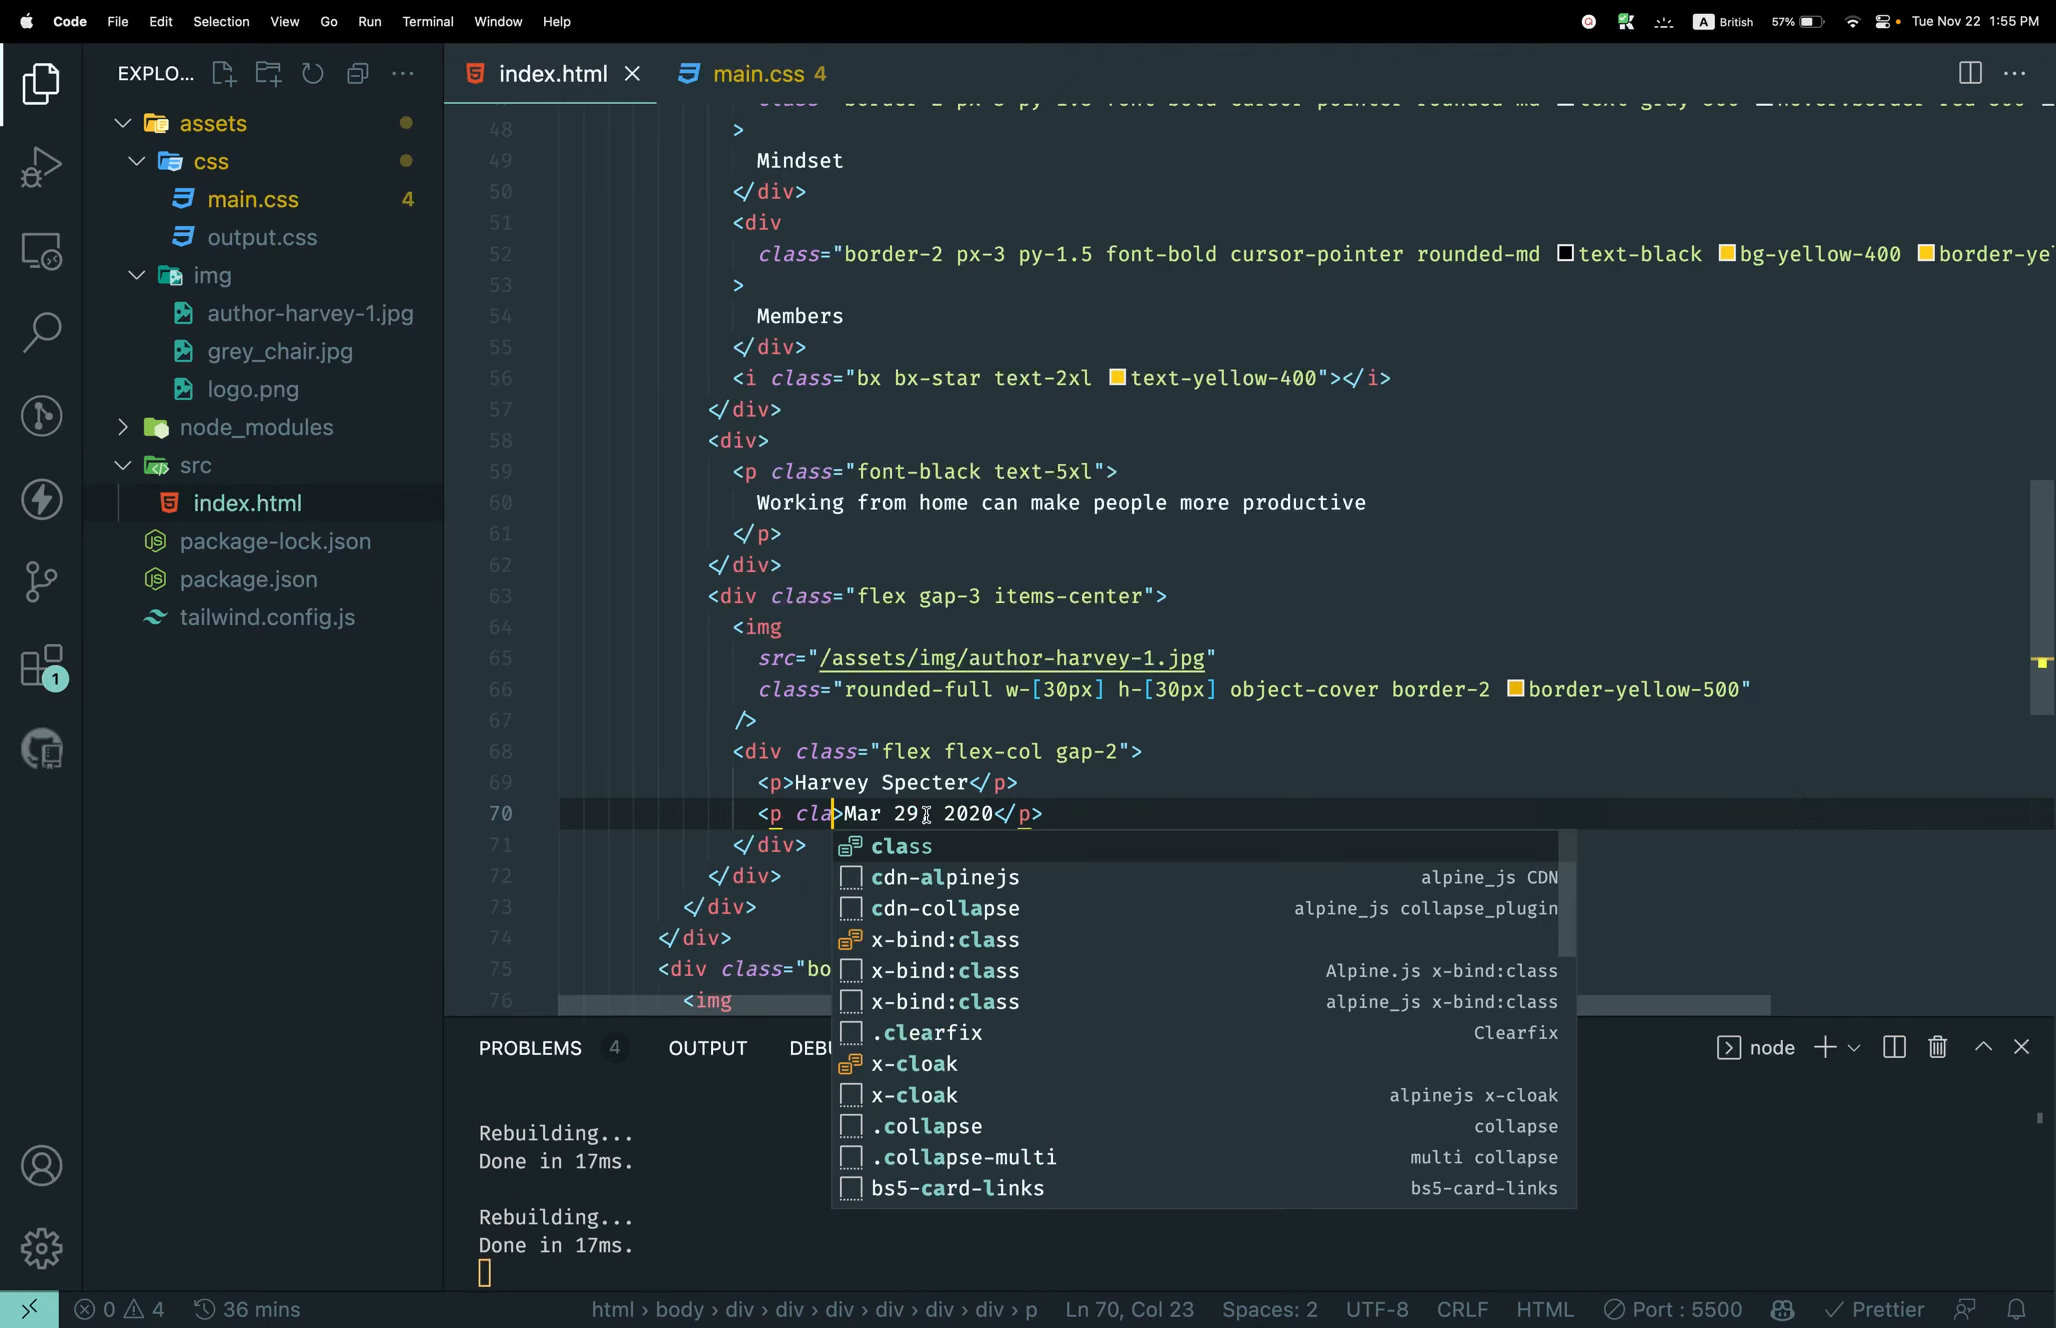 Code File Edit Selection View Go Run Terminal Window Help
A British 57% Tue Nov 22 1:55 PM
EXPLO...
index.html
main.css 4
assets
css
main.css 4
output.css
img
author-harvey-1.jpg
grey_chair.jpg
logo.png
node_modules
src
index.html
package-lock.json
package.json
tailwind.config.js
1
48 >
49 Mindset
50 </div>
51 <div
52 class="border-2 px-3 py-1.5 font-bold cursor-pointer rounded-md text-black bg-yellow-400 border-ye
53 >
54 Members
55 </div>
56 <i class="bx bx-star text-2xl text-yellow-400"></i>
57 </div>
58 <div>
59 <p class="font-black text-5xl">
60 Working from home can make people more productive
61 </p>
62 </div>
63 <div class="flex gap-3 items-center">
64 <img
65 src="/assets/img/author-harvey-1.jpg"
66 class="rounded-full w-[30px] h-[30px] object-cover border-2 border-yellow-500"
67 />
68 <div class="flex flex-col gap-2">
69 <p>Harvey Specter</p>
70 <p cla>Mar 29, 2020</p>
71 </div>
72 </div>
73 </div>
74 </div>
75 <div class="bo
76 <img
class
cdn-alpinejs alpine_js CDN
cdn-collapse alpine_js collapse_plugin
x-bind:class
x-bind:class Alpine.js x-bind:class
x-bind:class alpine_js x-bind:class
.clearfix Clearfix
x-cloak
x-cloak alpinejs x-cloak
.collapse collapse
.collapse-multi multi collapse
bs5-card-links bs5-card-links
PROBLEMS 4 OUTPUT DEBU
node
Rebuilding...
Done in 17ms.
Rebuilding...
Done in 17ms.
0 4 36 mins html > body > div > div > div > div > div > div > p Ln 70, Col 23 Spaces: 2 UTF-8 CRLF HTML Port : 5500 Prettier